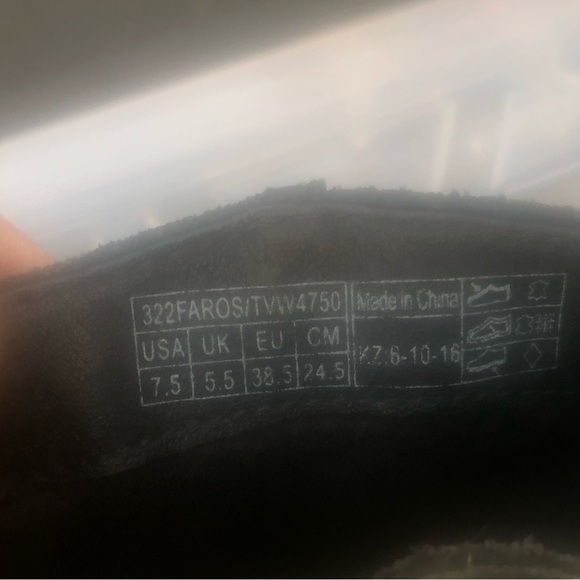 322FAROS/TVW4750
USA UK EU CM
7.5 5.5 38.5 24.5
Made in China
XZ:6-10-16